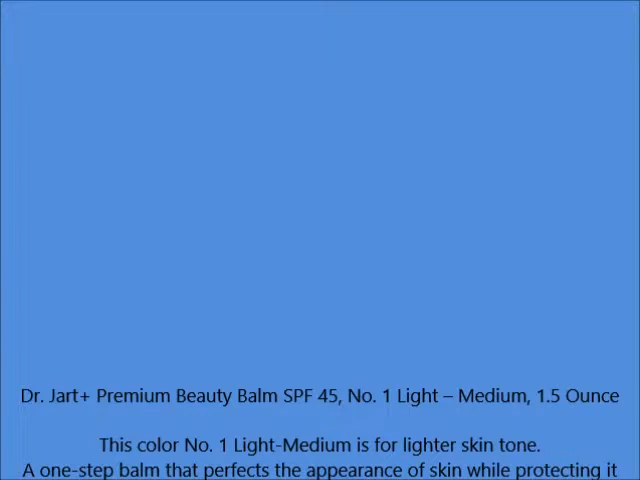 Dr. Jart+ Premium Beauty Balm SPF 45, No. 1 Light – Medium, 1.5 Ounce
This color No. 1 Light-Medium is for lighter skin tone.
A one-step balm that perfects the appearance of skin while protecting it